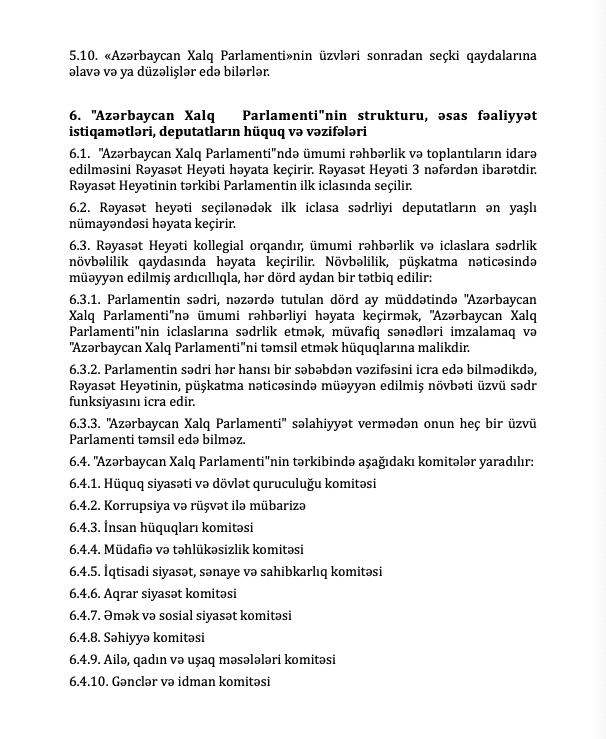 5.10. «Azərbaycan Xalq Parlamenti»nin üzvləri sonradan seçki qaydalarına
əlavə və ya düzəlişlər edə bilərlər.
6. "Azərbaycan Xalq Parlamenti"nin strukturu, əsas fəaliyyət
istiqamətləri, deputatların hüquq və vəzifələri
6.1. "Azərbaycan Xalq Parlamenti"ndə ümumi rəhbərlik və toplantıların idarə
edilməsini Rəyasət Heyəti həyata keçirir. Rəyasət Heyəti 3 nəfərdən ibarətdir.
Rəyasət Heyətinin tərkibi Parlamentin ilk iclasında seçilir.
6.2. Rəyasət heyəti seçilənədək ilk iclasa sədrliyi deputatların ən yaşlı
nümayəndəsi həyata keçirir.
6.3. Rəyasət Heyəti kollegial orqandır, ümumi rəhbərlik və iclaslara sədrlik
növbəlilik qaydasında həyata keçirilir. Növbəlilik, püşkatma nəticəsində
müəyyən edilmiş ardıcıllıqla, hər dörd aydan bir tətbiq edilir:
6.3.1. Parlamentin sədri, nəzərdə tutulan dörd ay müddətində "Azərbaycan
Xalq Parlamenti"nə ümumi rəhbərliyi həyata keçirmək, "Azərbaycan Xalq
Parlamenti"nin iclaslarına sədrlik etmək, müvafiq sənədləri imzalamaq və
"Azərbaycan Xalq Parlamenti"ni təmsil etmək hüquqlarına malikdir.
6.3.2. Parlamentin sədri hər hansı bir səbəbdən vəzifəsini icra edə bilmədikdə,
Rəyasət Heyətinin, püşkatma nəticəsində müəyyən edilmiş növbəti üzvü sədr
funksiyasını icra edir.
6.3.3. "Azərbaycan Xalq Parlamenti" səlahiyyət vermədən onun heç bir üzvü
Parlamenti təmsil edə bilməz.
6.4. "Azərbaycan Xalq Parlamenti"nin tərkibində aşağıdakı komitələr yaradılır:
6.4.1. Hüquq siyasəti və dövlət quruculuğu komitəsi
6.4.2. Korrupsiya və rüşvət ilə mübarizə
6.4.3. İnsan hüquqları komitəsi
6.4.4. Müdafiə və təhlükəsizlik komitəsi
6.4.5. İqtisadi siyasət, sənaye və sahibkarlıq komitəsi
6.4.6. Aqrar siyasət komitəsi
6.4.7. Əmək və sosial siyasət komitəsi
6.4.8. Səhiyyə komitəsi
6.4.9. Ailə, qadın və uşaq məsələləri komitəsi
6.4.10. Gənclər və idman komitəsi